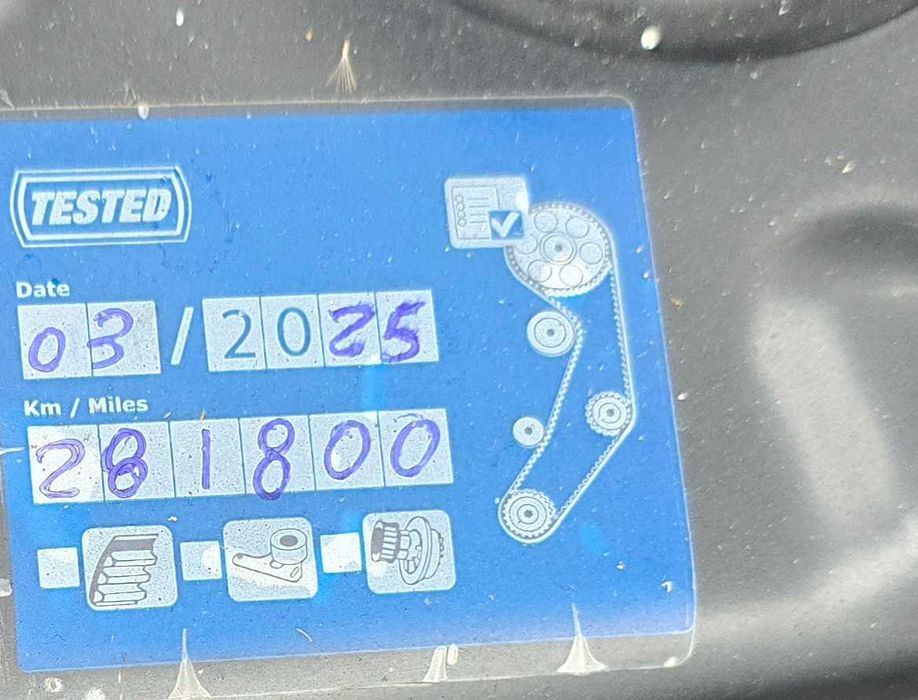 TESTED
Date
03 / 2025
Km / Miles
281800